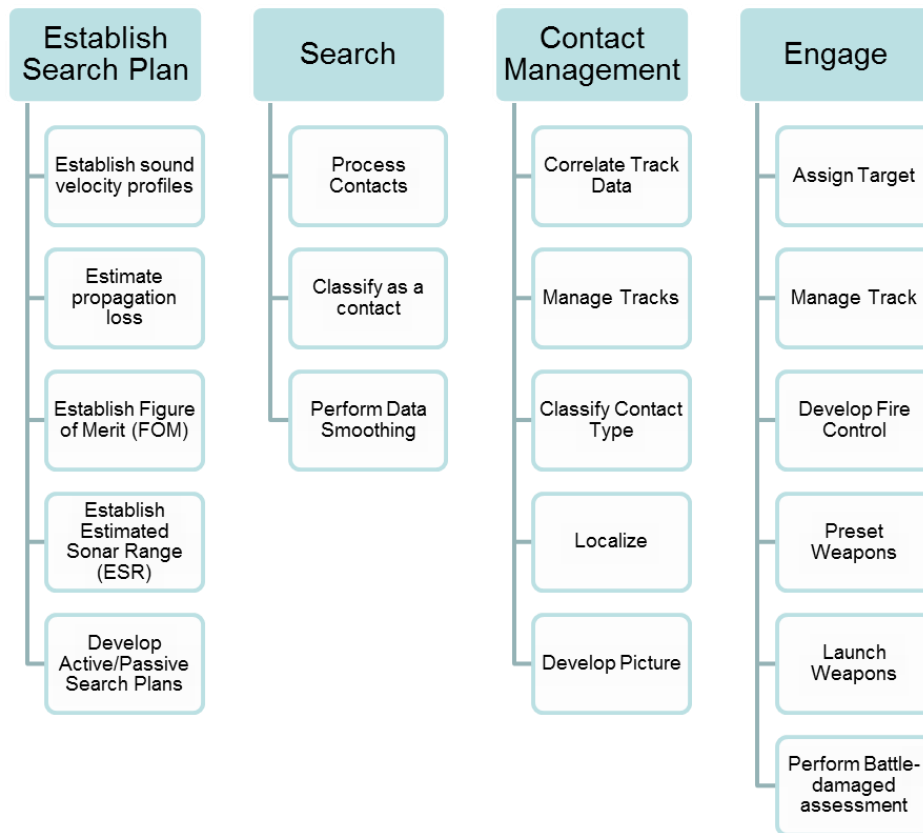 Establish
Search Plan
Establish sound
velocity profiles
Estimate
propagation
loss
Establish Figure
of Merit (FOM)
Establish
Estimated
Sonar Range
(ESR)
Develop
Active/Passive
Search Plans
Search
Process
Contacts
Classify as a
contact
Perform Data
Smoothing
Contact
Management
Correlate Track
Data
Manage Tracks
Classify Contact
Type
Localize
Develop Picture
Engage
Assign Target
Manage Track
Develop Fire
Control
Preset
Weapons
Launch
Weapons
Perform Battle-
damaged
assessment